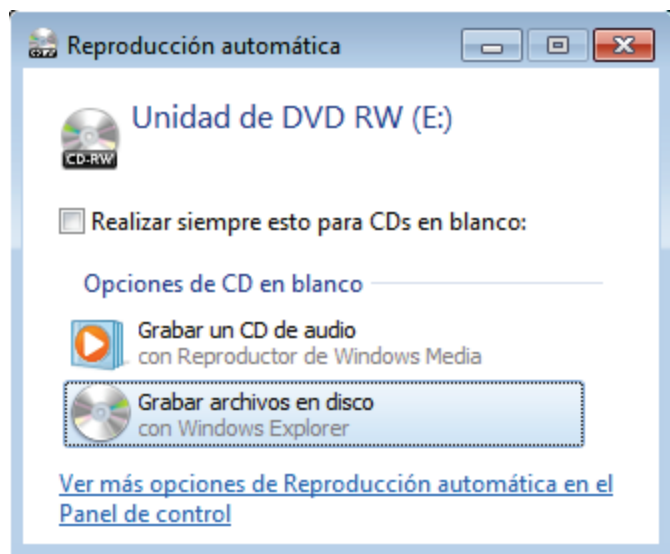 Reproducción automática
Unidad de DVD RW (E:)
CD-RW
Realizar siempre esto para CDs en blanco:
Opciones de CD en blanco
Grabar un CD de audio
con Reproductor de Windows Media
Grabar archivos en disco
con Windows Explorer
Ver más opciones de Reproducción automática en el
Panel de control